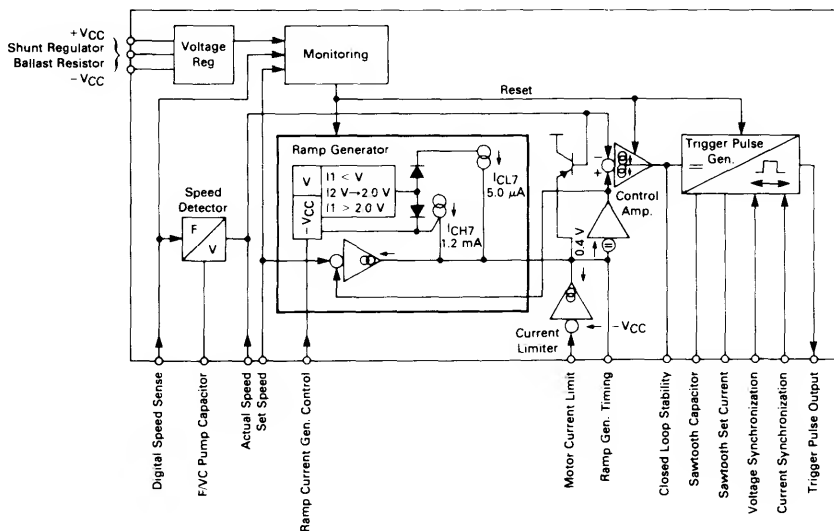 +VCC
Shunt Regulator
Ballast Resistor
-VCC
Voltage
Reg
Monitoring
Reset
Ramp Generator
V
-VCC
I1 < V
I2 V→2.0 V
I1 > 2.0 V
ICL7
5.0 μA
ICH7
1.2 mA
Speed
Detector
F
V
- +
Control
Amp.
0.4 V
=
Trigger Pulse
Gen.
=
Current
Limiter
-VCC
Digital Speed Sense
F/VC Pump Capacitor
Actual Speed
Set Speed
Ramp Current Gen. Control
Motor Current Limit
Ramp Gen. Timing
Closed Loop Stability
Sawtooth Capacitor
Sawtooth Set Current
Voltage Synchronization
Current Synchronization
Trigger Pulse Output